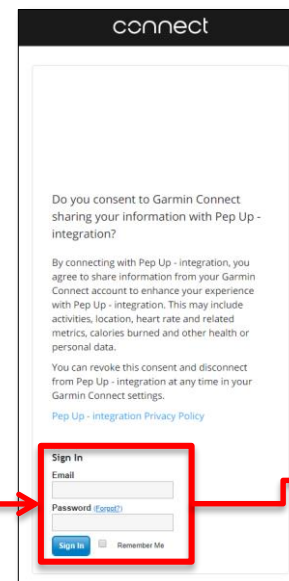 connect
Do you consent to Garmin Connect
sharing your information with Pep Up -
integration?
By connecting with Pep Up - integration, you
agree to share information from your Garmin
Connect account to enhance your experience
with Pep Up - integration. This may include
activities, location, heart rate and related
metrics, calories burned and other health or
personal data.
You can revoke this consent and disconnect
from Pep Up - integration at any time in your
Garmin Connect settings.
Pep Up - integration Privacy Policy
Sign In
Email
Password (Forgot?)
Sign In Remember Me